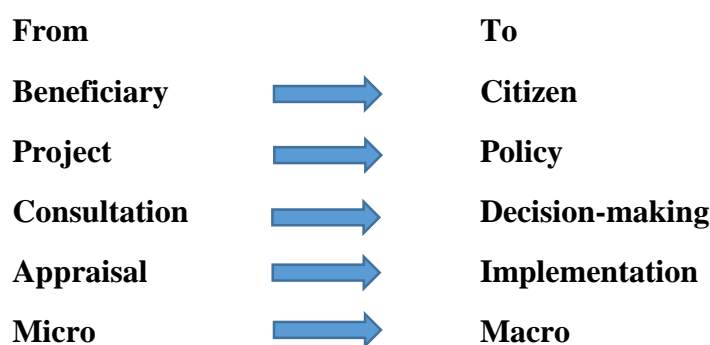 From To
Beneficiary Citizen
Project Policy
Consultation Decision-making
Appraisal Implementation
Micro Macro